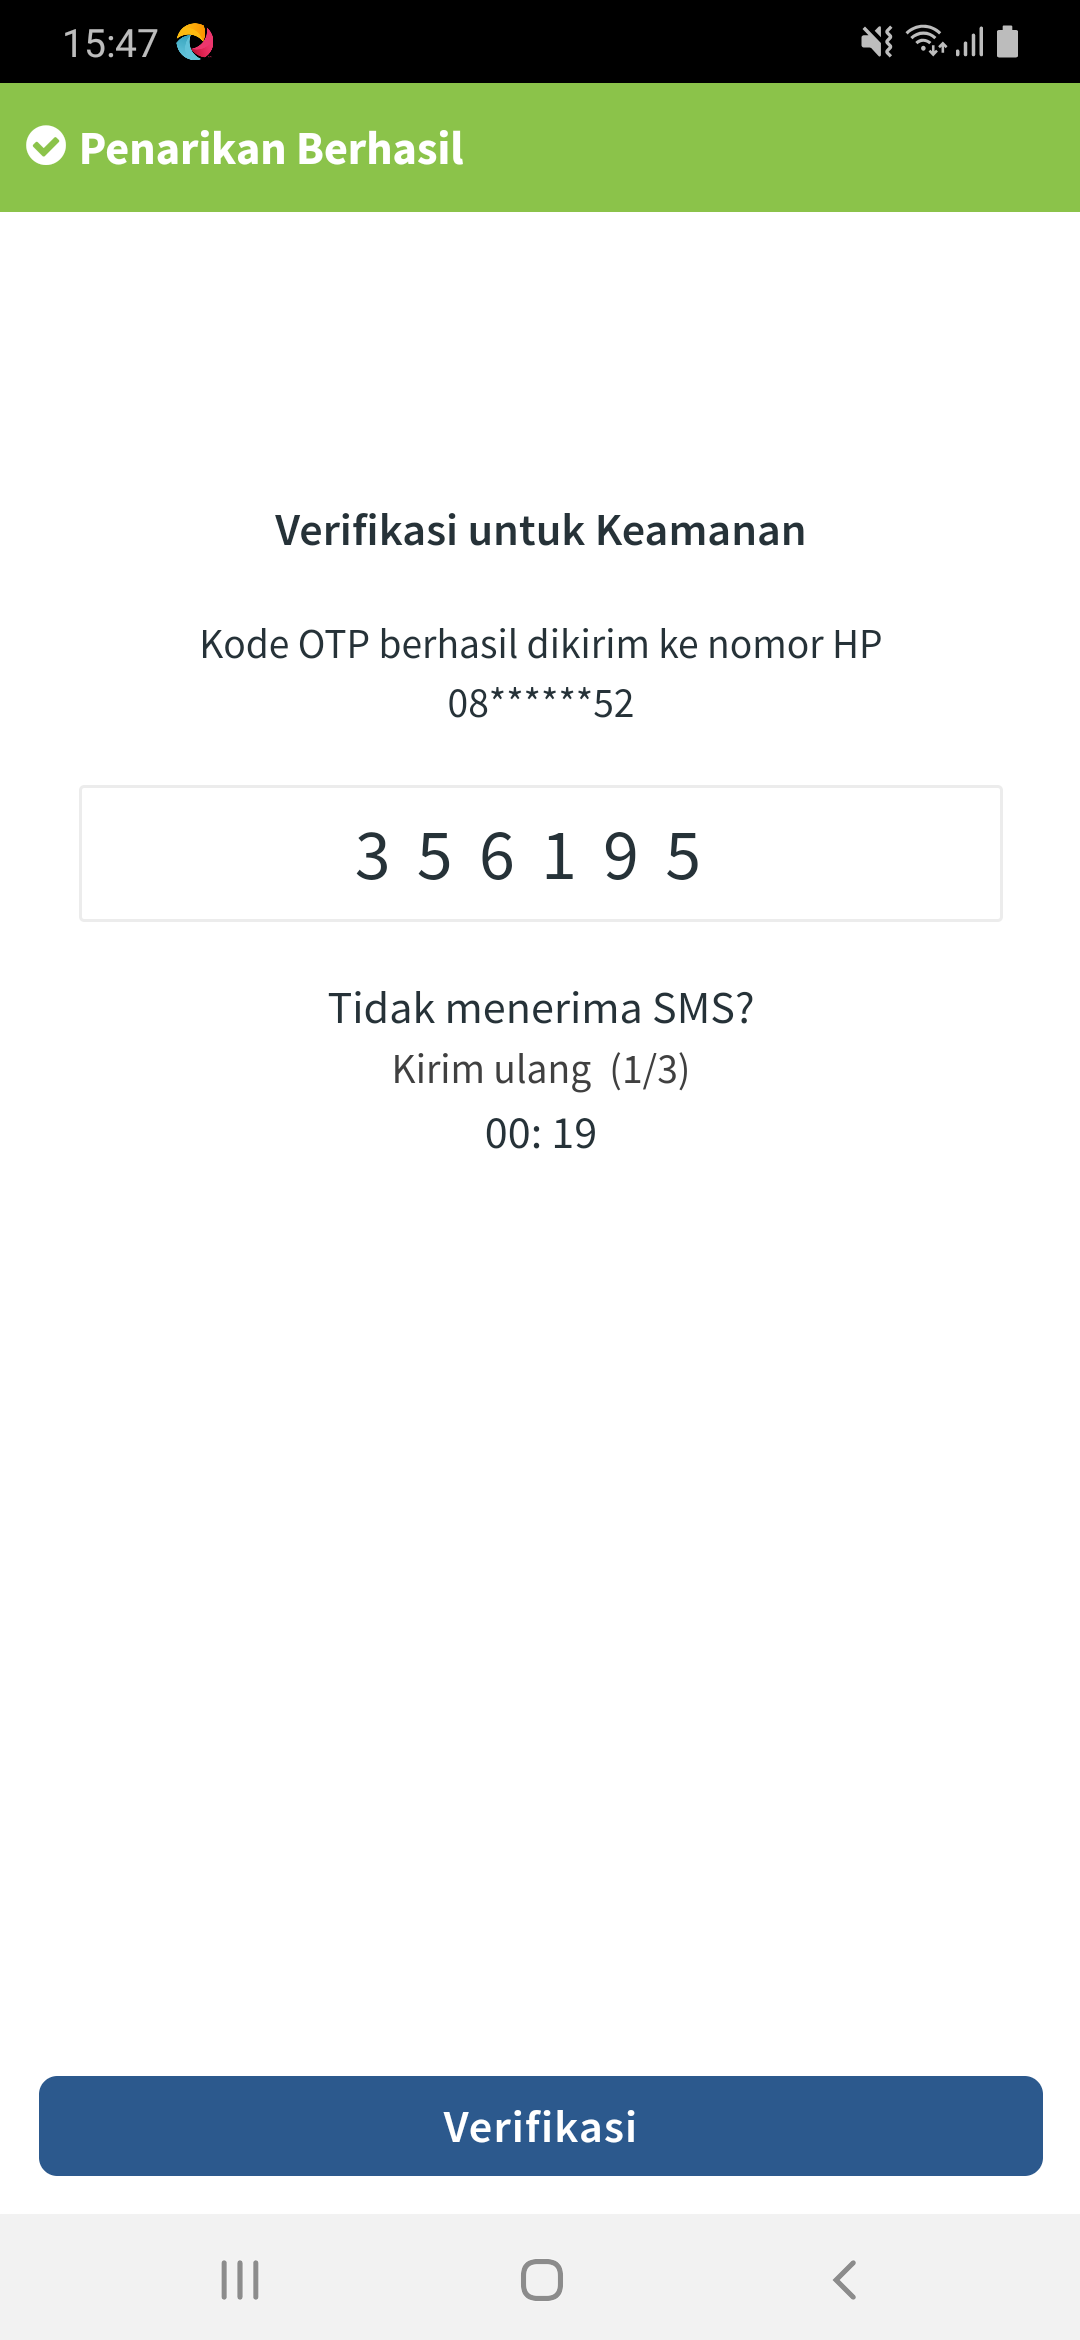 15:47
Penarikan Berhasil
Verifikasi untuk Keamanan
Kode OTP berhasil dikirim ke nomor HP
08******52
3 5 6 1 9 5
Tidak menerima SMS?
Kirim ulang (1/3)
00: 19
Verifikasi